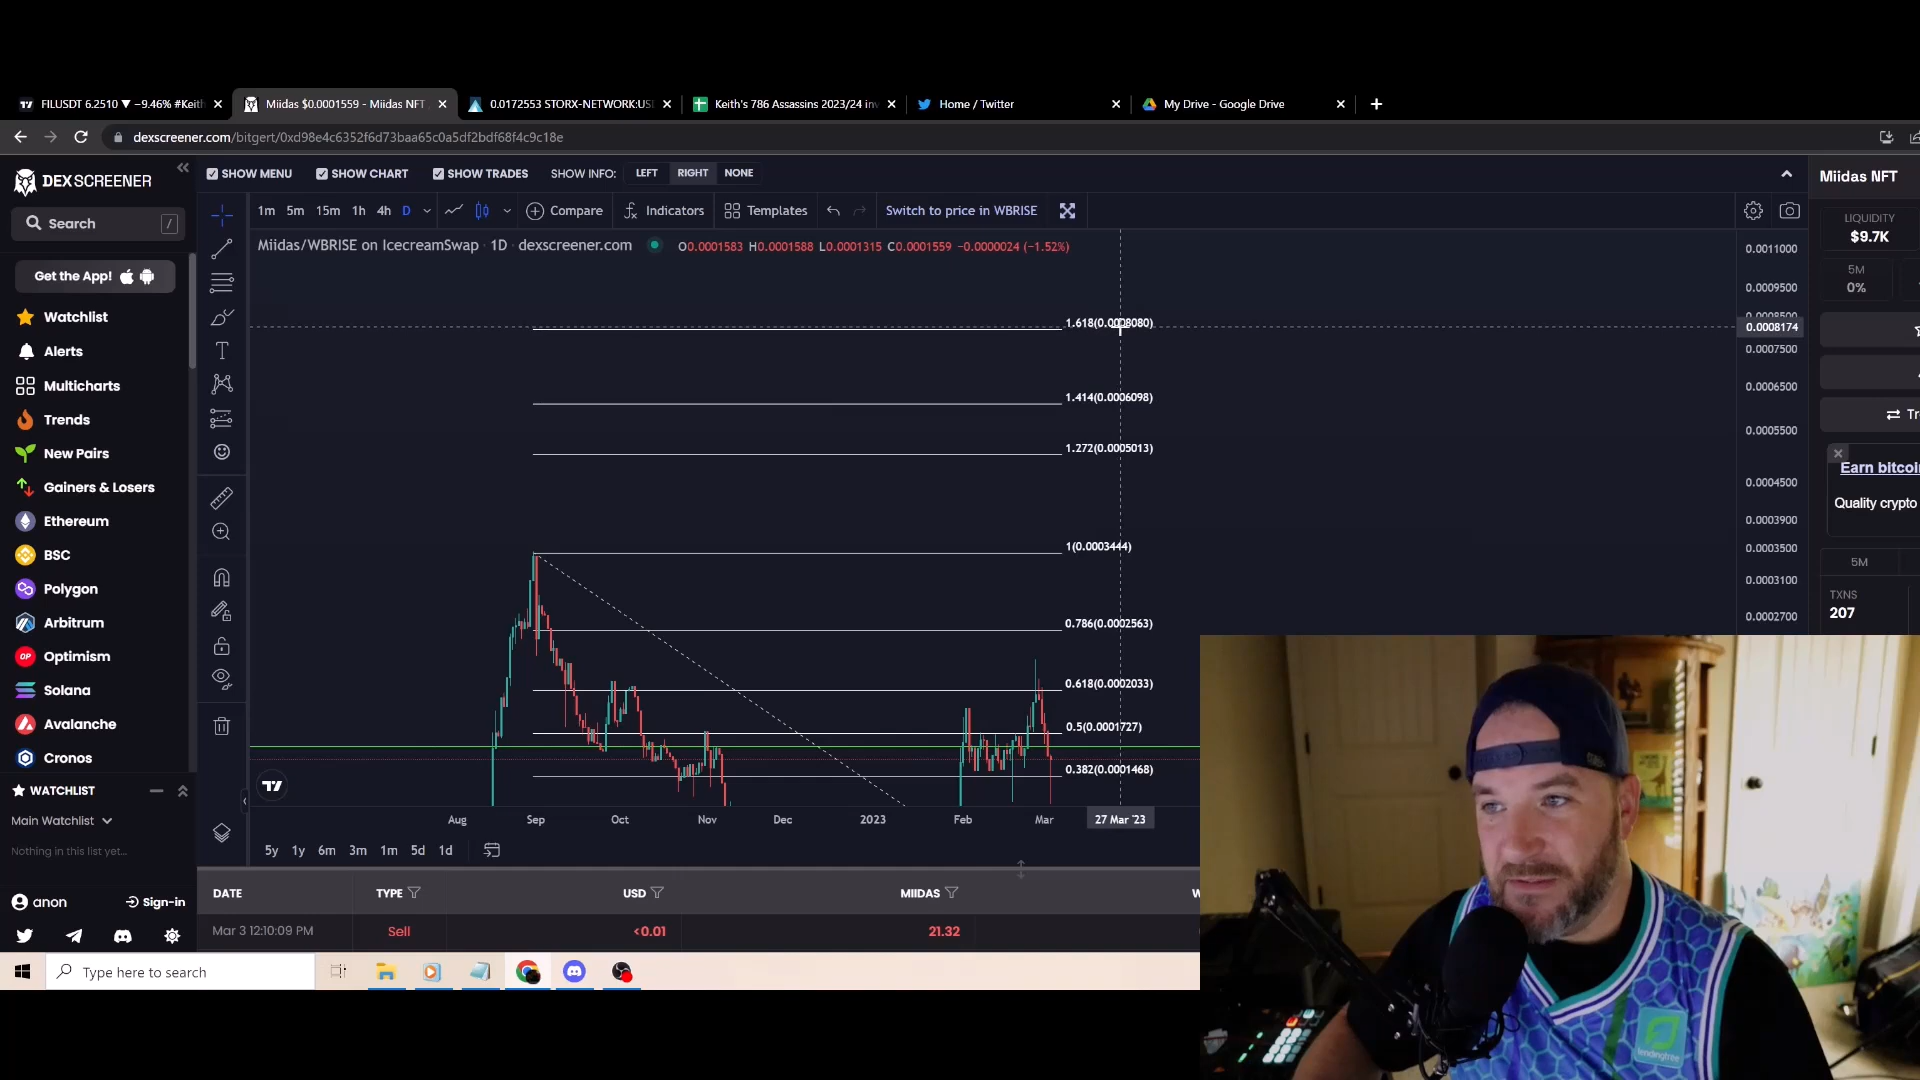 FILUSDT 6.2510 ▼ −9.46% #Keith
Miidas $0.0001559 - Miidas NFT
0.0172553 STORX-NETWORK:US
Keith's 786 Assassins 2023/24 in
Home / Twitter
My Drive - Google Drive
dexscreener.com/bitgert/0xd98e4c6352f6d73baa65c0a5df2bdf68f4c9c18e
DEX SCREENER
Search /
Get the App!
Watchlist
Alerts
Multicharts
Trends
New Pairs
Gainers & Losers
Ethereum
BSC
Polygon
Arbitrum
Optimism
Solana
Avalanche
Cronos
WATCHLIST
Main Watchlist
Nothing in this list yet...
anon Sign-in
SHOW MENU SHOW CHART SHOW TRADES SHOW INFO: LEFT RIGHT NONE
1m 5m 15m 1h 4h D Compare Indicators Templates Switch to price in WBRISE
Miidas/WBRISE on IcecreamSwap · 1D · dexscreener.com O0.0001583 H0.0001588 L0.0001315 C0.0001559 −0.0000024 (−1.52%)
1.618(0.0008080)
1.414(0.0006098)
1.272(0.0005013)
1(0.0003444)
0.786(0.0002563)
0.618(0.0002033)
0.5(0.0001727)
0.382(0.0001468)
0.0011000
0.0009500
0.0008500
0.0008174
0.0007500
0.0006500
0.0005500
0.0004500
0.0003900
0.0003500
0.0003100
0.0002700
Aug Sep Oct Nov Dec 2023 Feb Mar 27 Mar '23
5y 1y 6m 3m 1m 5d 1d
DATE TYPE USD MIIDAS W
Mar 3 12:10:09 PM Sell <0.01 21.32
Miidas NFT
LIQUIDITY
$9.7K
5M
0%
Tr
Earn bitcoi
Quality crypto
5M
TXNS
207
Type here to search
lendingtree